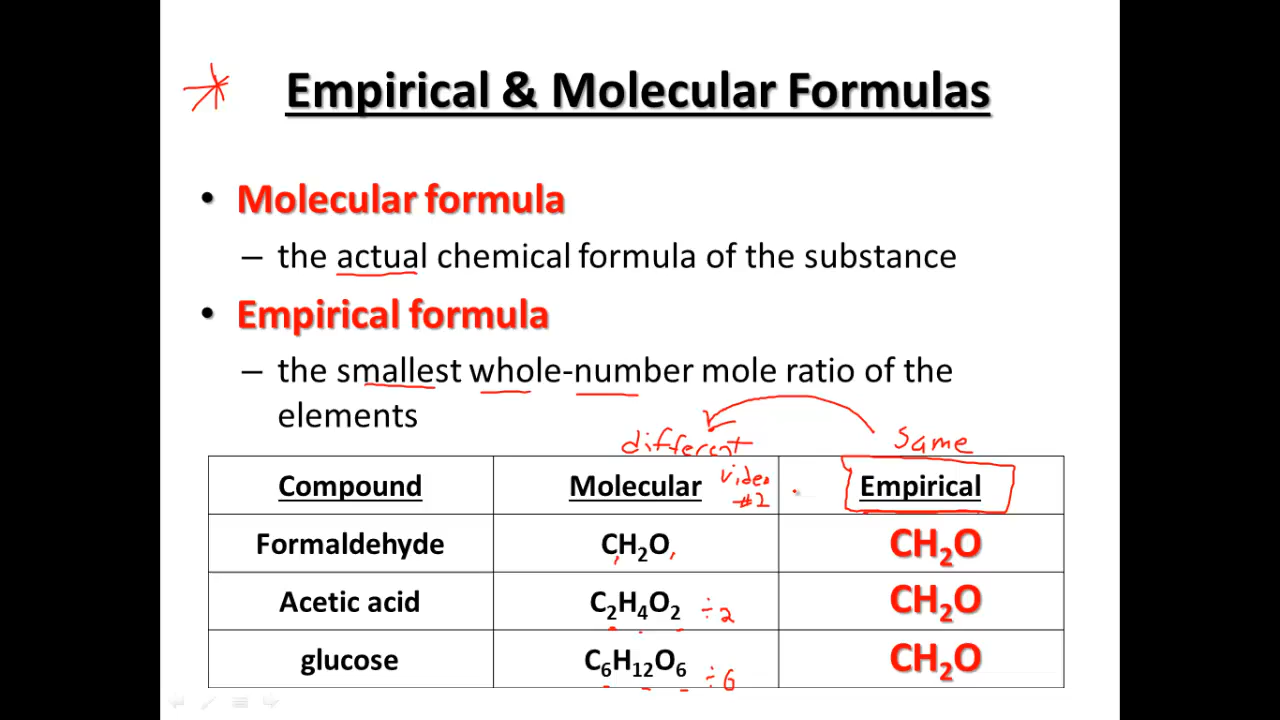 Empirical & Molecular Formulas
• Molecular formula
– the actual chemical formula of the substance
• Empirical formula
– the smallest whole-number mole ratio of the
elements
different same
Compound Molecular video #2 Empirical
Formaldehyde CH₂O CH₂O
Acetic acid C₂H₄O₂ ÷2 CH₂O
glucose C₆H₁₂O₆ ÷6 CH₂O